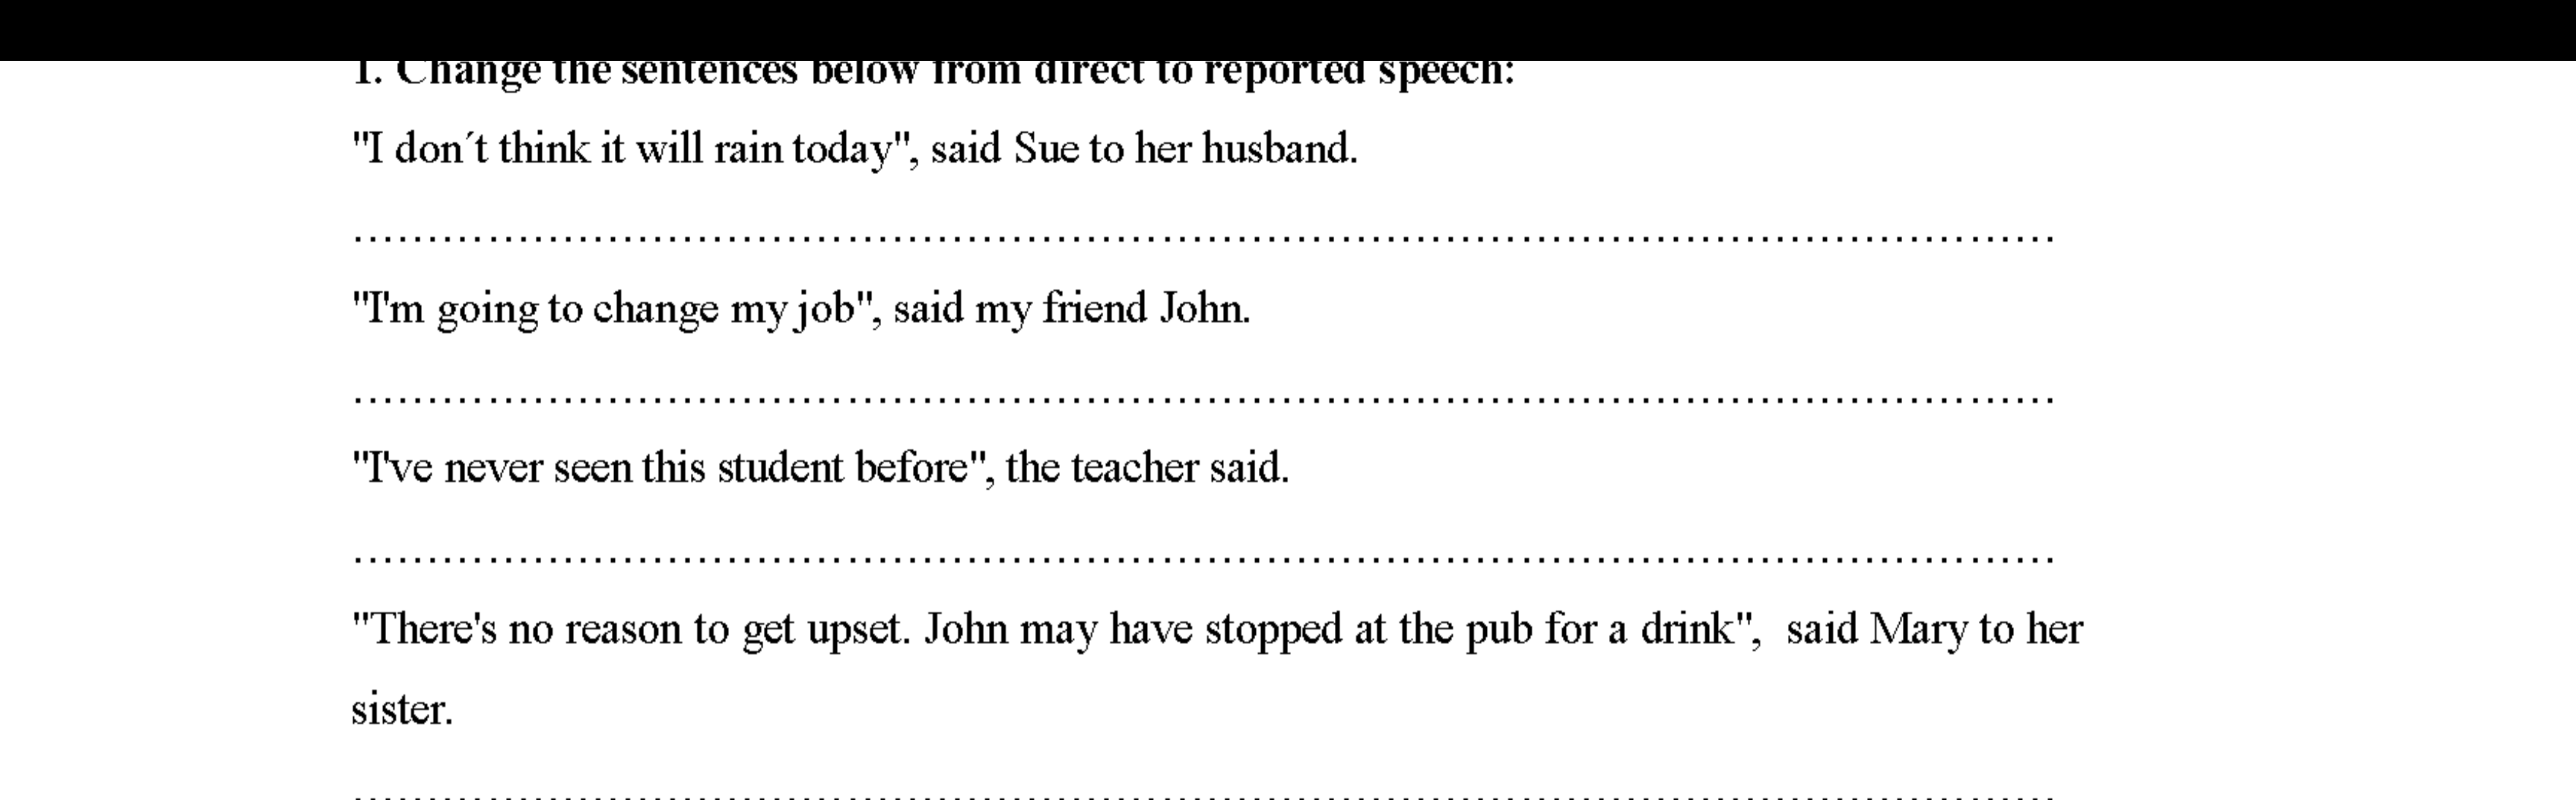 1. Change the sentences below from direct to reported speech:
"I don´t think it will rain today", said Sue to her husband.
................................................................................................................
"I'm going to change my job", said my friend John.
................................................................................................................
"I've never seen this student before", the teacher said.
................................................................................................................
"There's no reason to get upset. John may have stopped at the pub for a drink",  said Mary to her
sister.
................................................................................................................